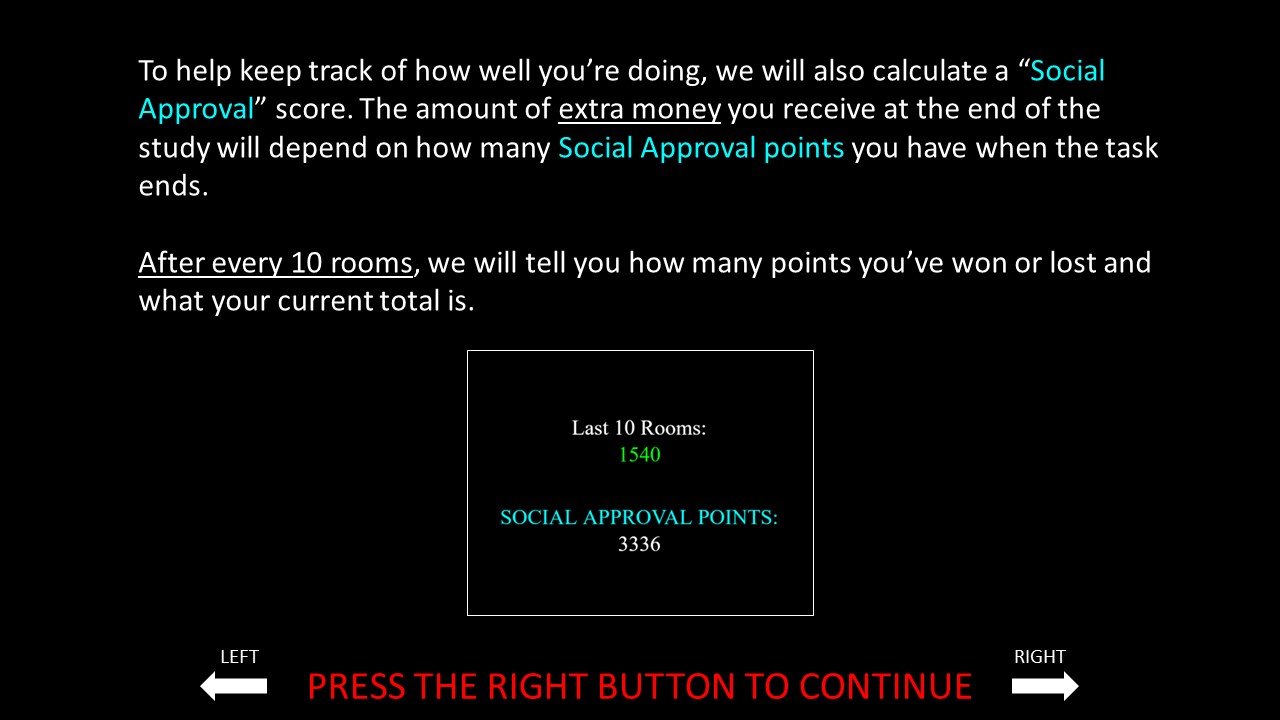 To help keep track of how well you’re doing, we will also calculate a “Social
Approval” score. The amount of extra money you receive at the end of the
study will depend on how many Social Approval points you have when the task
ends.
After every 10 rooms, we will tell you how many points you’ve won or lost and
what your current total is.
Last 10 Rooms:
1540
SOCIAL APPROVAL POINTS:
3336
LEFT
RIGHT
PRESS THE RIGHT BUTTON TO CONTINUE